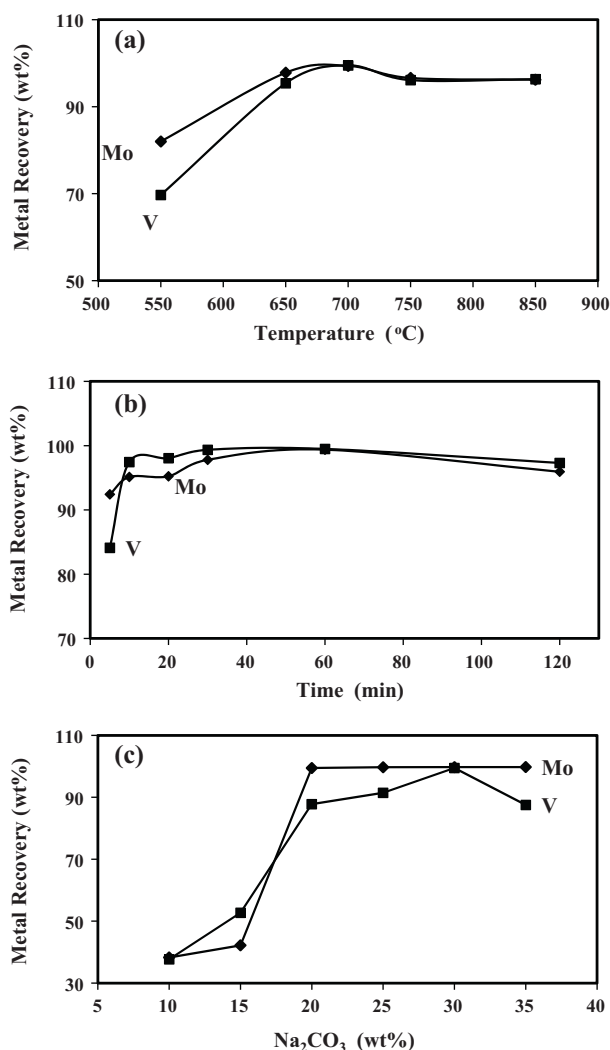 (a)
Metal Recovery (wt%)
110
90
70
50
Mo
V
500 550 600 650 700 750 800 850 900
Temperature (ºC)
(b)
Metal Recovery (wt%)
110
100
90
80
70
Mo
V
0 20 40 60 80 100 120
Time (min)
(c)
Metal Recovery (wt%)
110
90
70
50
30
Mo
V
5 10 15 20 25 30 35 40
Na₂CO₃ (wt%)